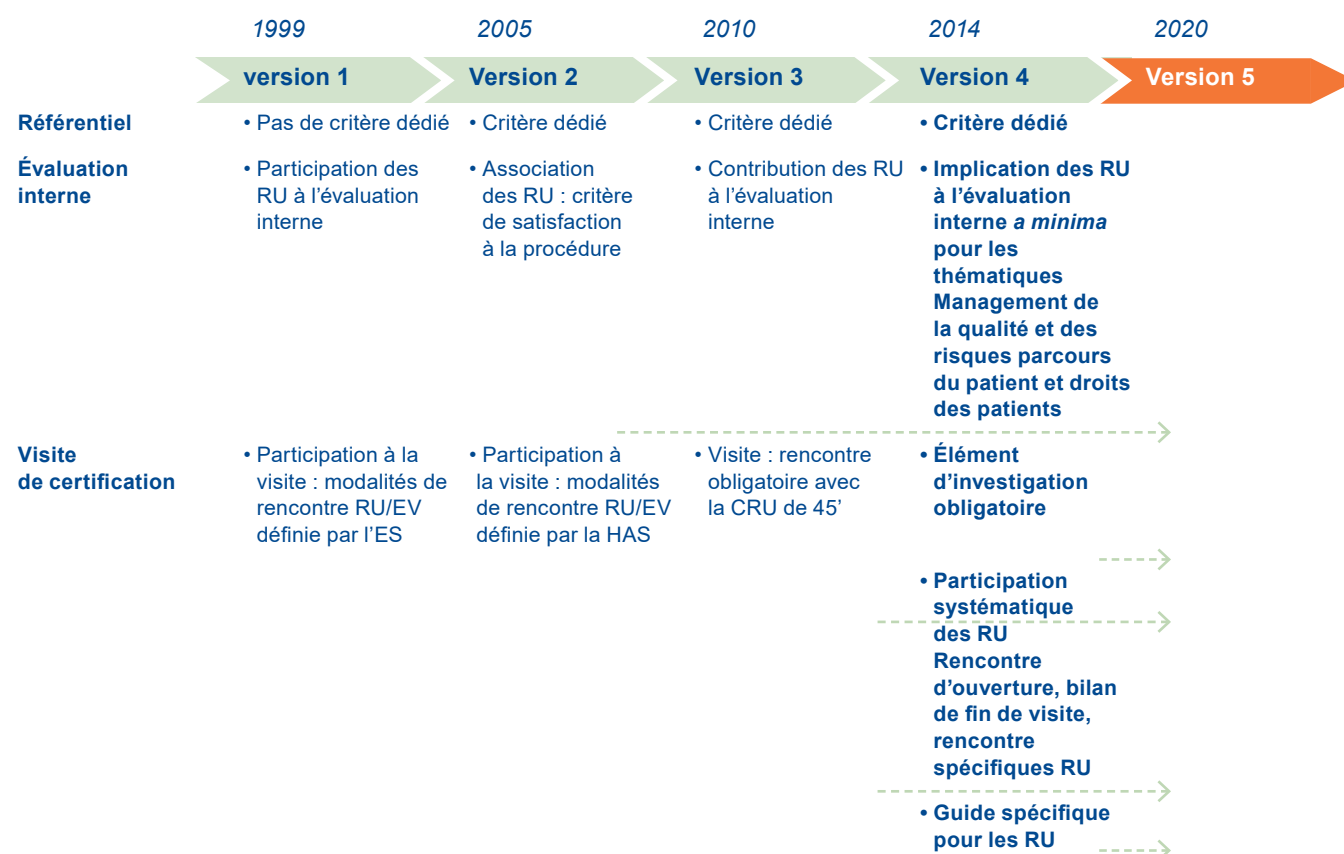 1999
2005
2010
2014
2020
version 1
Version 2
Version 3
Version 4
Version 5
Référentiel
• Pas de critère dédié
• Critère dédié
• Critère dédié
• Critère dédié
Évaluation
interne
• Participation des
RU à l’évaluation
interne
• Association
des RU : critère
de satisfaction
à la procédure
• Contribution des RU
à l’évaluation
interne
• Implication des RU
à l’évaluation
interne a minima
pour les
thématiques
Management de
la qualité et des
risques parcours
du patient et droits
des patients
Visite
de certification
• Participation à la
visite : modalités de
rencontre RU/EV
définie par l’ES
• Participation à
la visite : modalités
de rencontre RU/EV
définie par la HAS
• Visite : rencontre
obligatoire avec
la CRU de 45’
• Élément
d’investigation
obligatoire
• Participation
systématique
des RU
Rencontre
d’ouverture, bilan
de fin de visite,
rencontre
spécifiques RU
• Guide spécifique
pour les RU